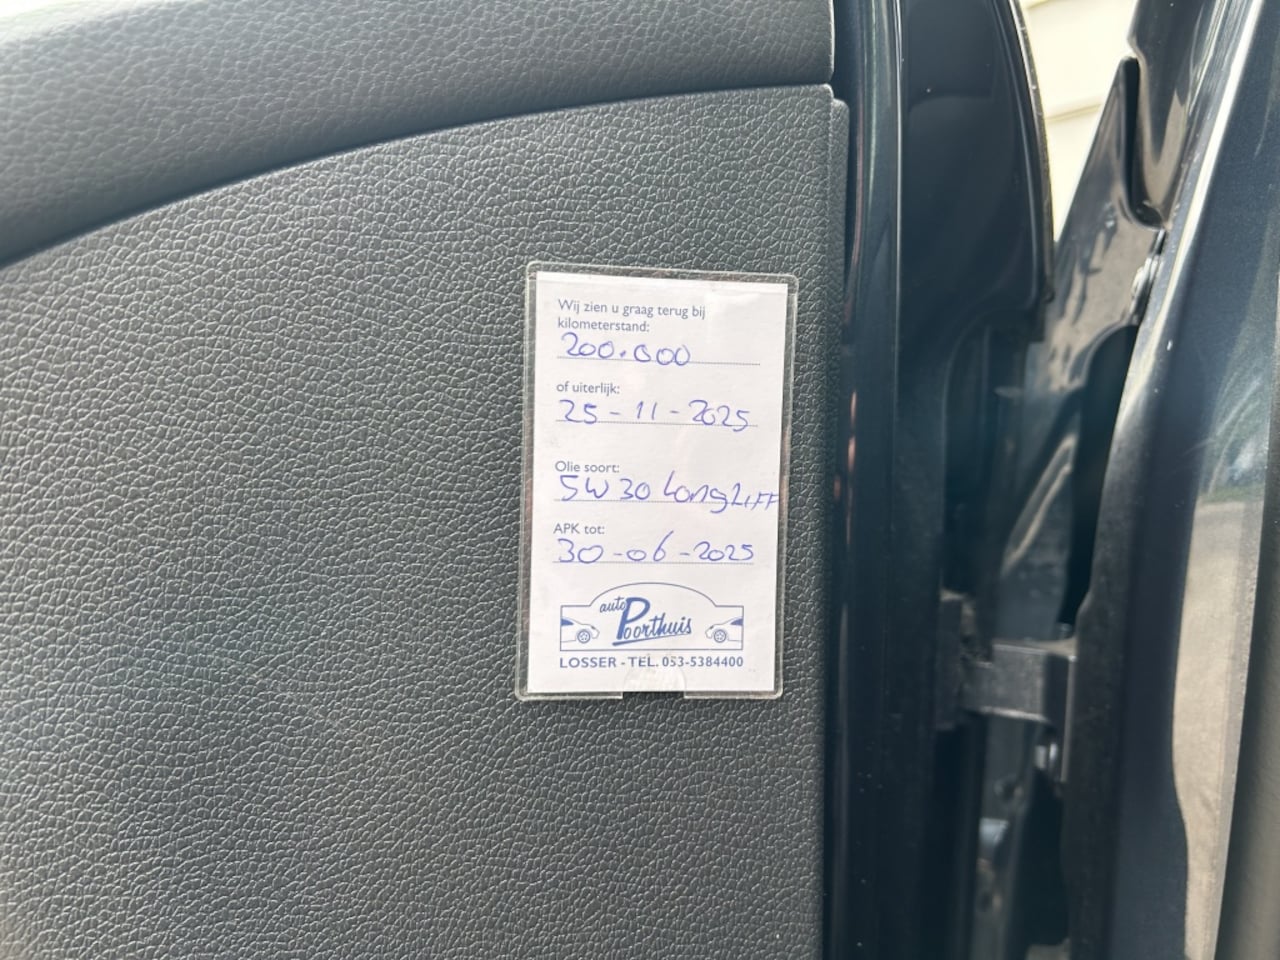 Wij zien u graag terug bij
kilometerstand:
200.000
of uiterlijk:
25-11-2025
Olie soort:
5W30 LongLiff
APK tot:
30-06-2025
auto Poorthuis
LOSSER - TEL. 053-5384400